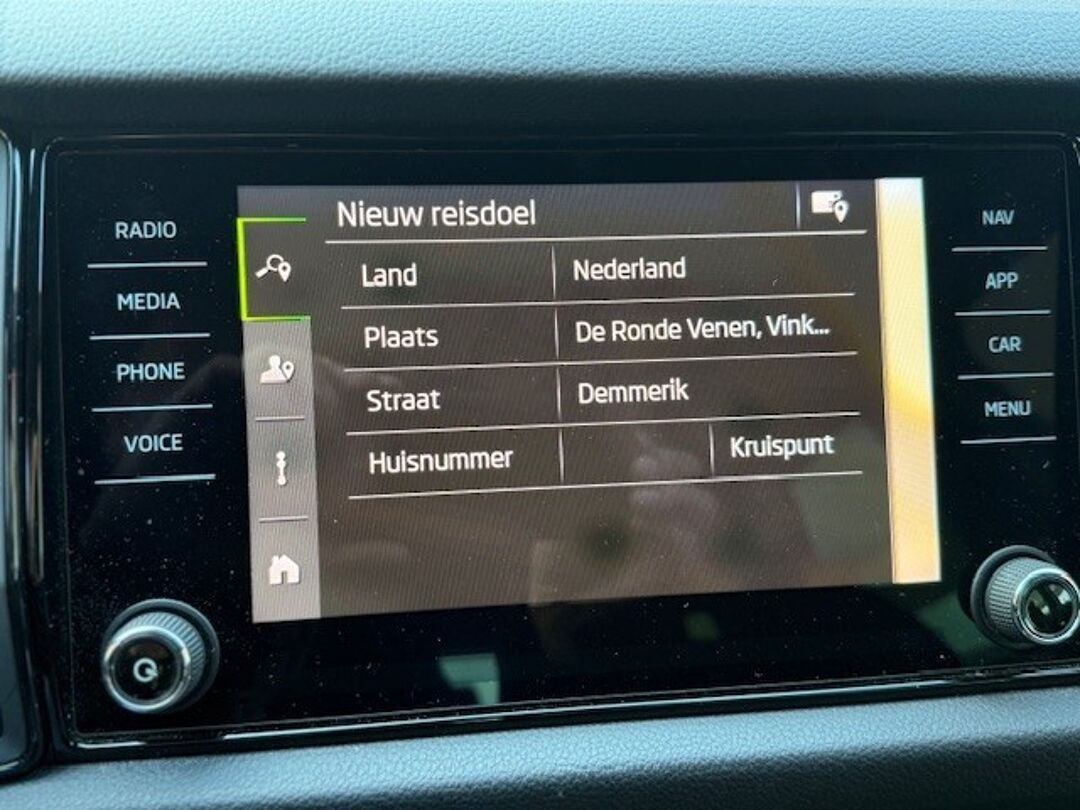 RADIO
MEDIA
PHONE
VOICE
Nieuw reisdoel
Land Nederland
Plaats De Ronde Venen, Vink...
Straat Demmerik
Huisnummer Kruispunt
NAV
APP
CAR
MENU